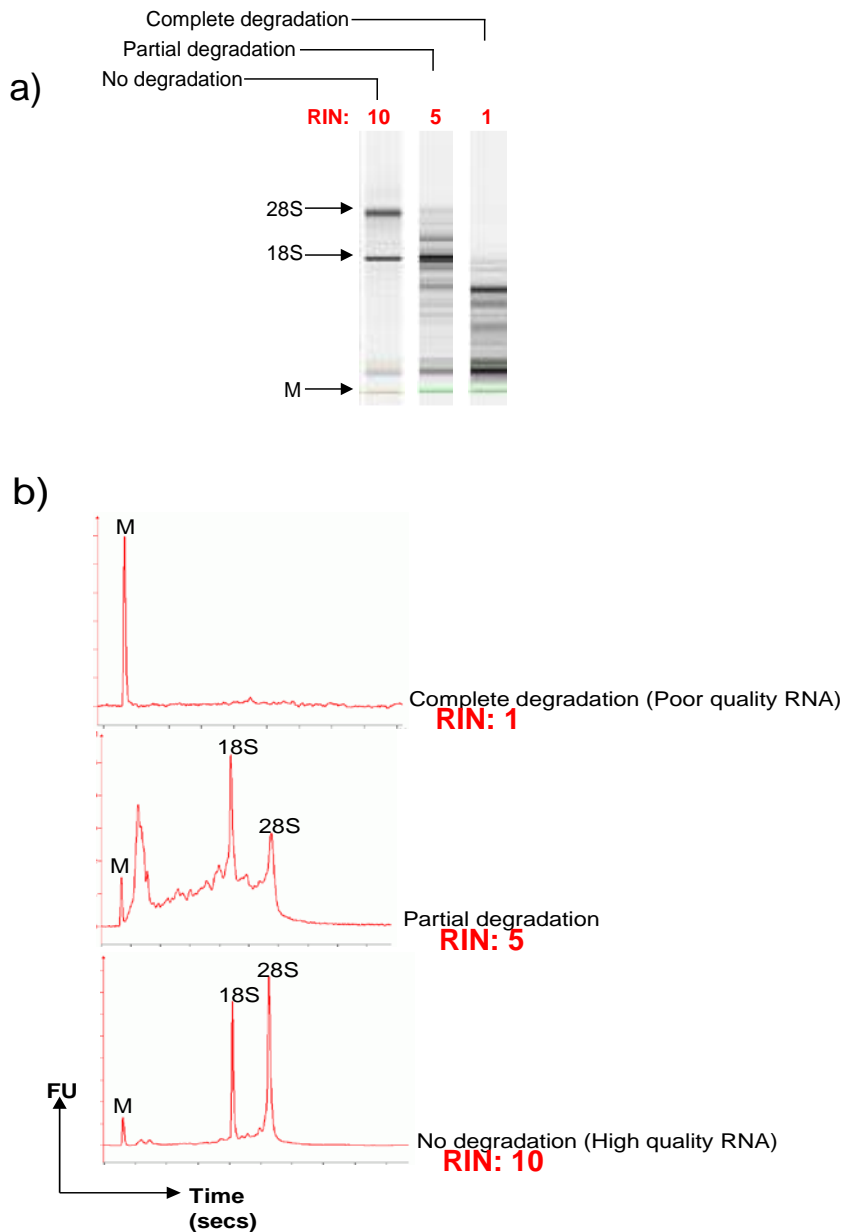 Complete degradation
Partial degradation
No degradation
a)
RIN: 10 5 1
28S
18S
M
b)
M
Complete degradation (Poor quality RNA)
RIN: 1
18S
28S
M
Partial degradation
RIN: 5
28S
18S
FU
M
No degradation (High quality RNA)
RIN: 10
Time
(secs)